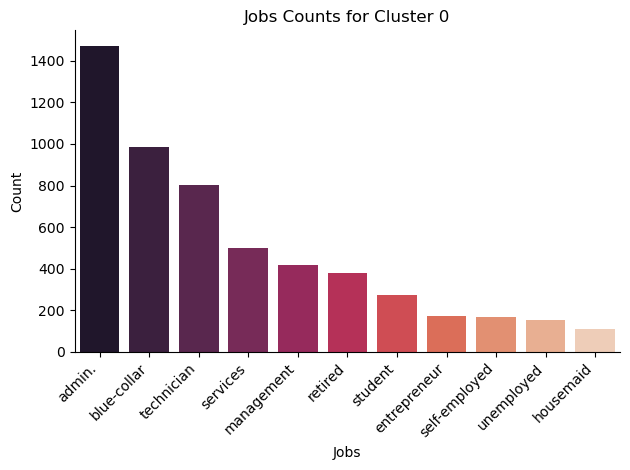 Jobs Counts for Cluster 0
Count
1400
1200
1000
800
600
400
200
0
admin.
blue-collar
technician
services
management
retired
student
entrepreneur
self-employed
unemployed
housemaid
Jobs